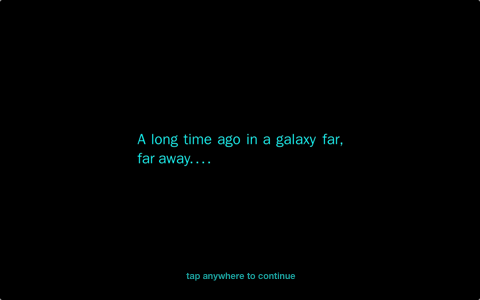 A long time ago in a galaxy far,
far away....
tap anywhere to continue